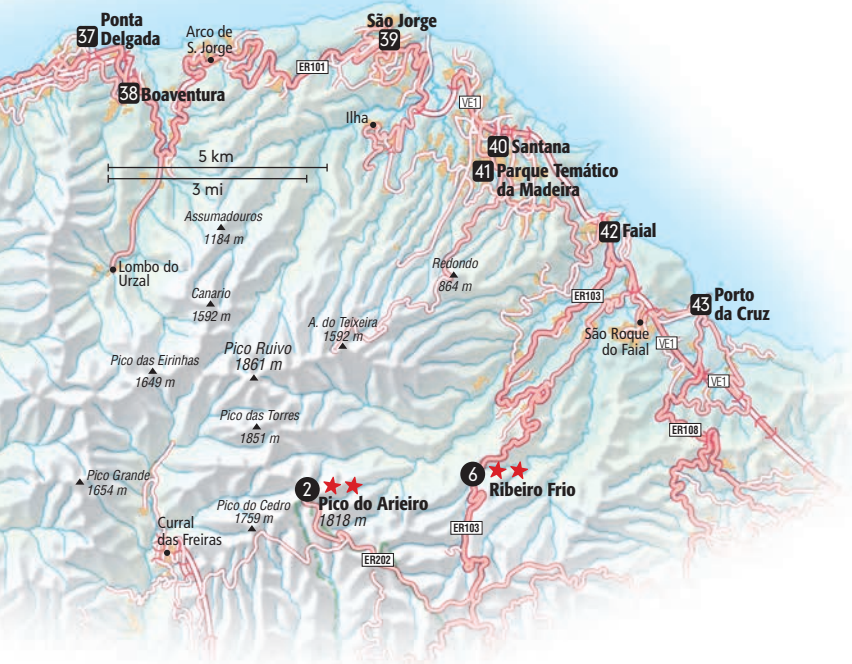 37 Ponta
Delgada
Arco de
S. Jorge
São Jorge
39
ER101
38 Boaventura
VE1
Ilha
40 Santana
5 km
3 mi
41 Parque Temático
da Madeira
Assumadouros
1184 m
42 Faial
Lombo do
Urzal
Redondo
864 m
Canario
1592 m
ER103
43 Porto
da Cruz
A. do Teixeira
1592 m
São Roque
do Faial
VE1
Pico Ruivo
1861 m
Pico das Eirinhas
1649 m
VE1
Pico das Torres
1851 m
ER108
Pico Grande
1654 m
2 Pico do Arieiro
1818 m
6 Ribeiro Frio
Pico do Cedro
1759 m
Curral
das Freiras
ER103
ER202